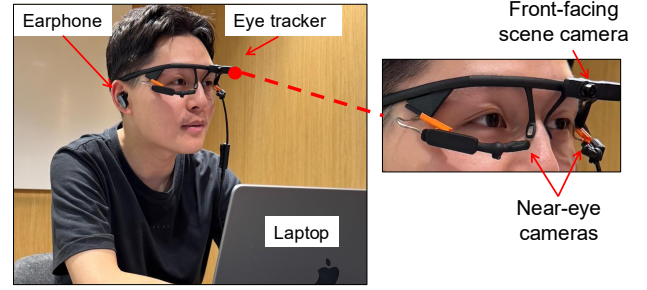 Earphone
Eye tracker
Front-facing
scene camera
Laptop
Near-eye
cameras